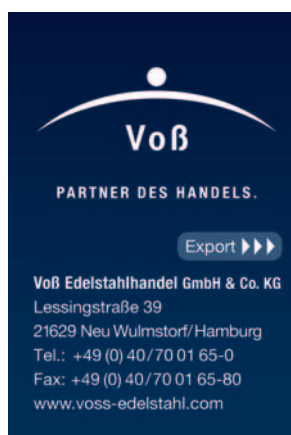 Voß
PARTNER DES HANDELS.
Export
Voß Edelstahlhandel GmbH & Co. KG
Lessingstraße 39
21629 Neu Wulmstorf/Hamburg
Tel.: +49 (0) 40/70 01 65-0
Fax: +49 (0) 40/70 01 65-80
www.voss-edelstahl.com